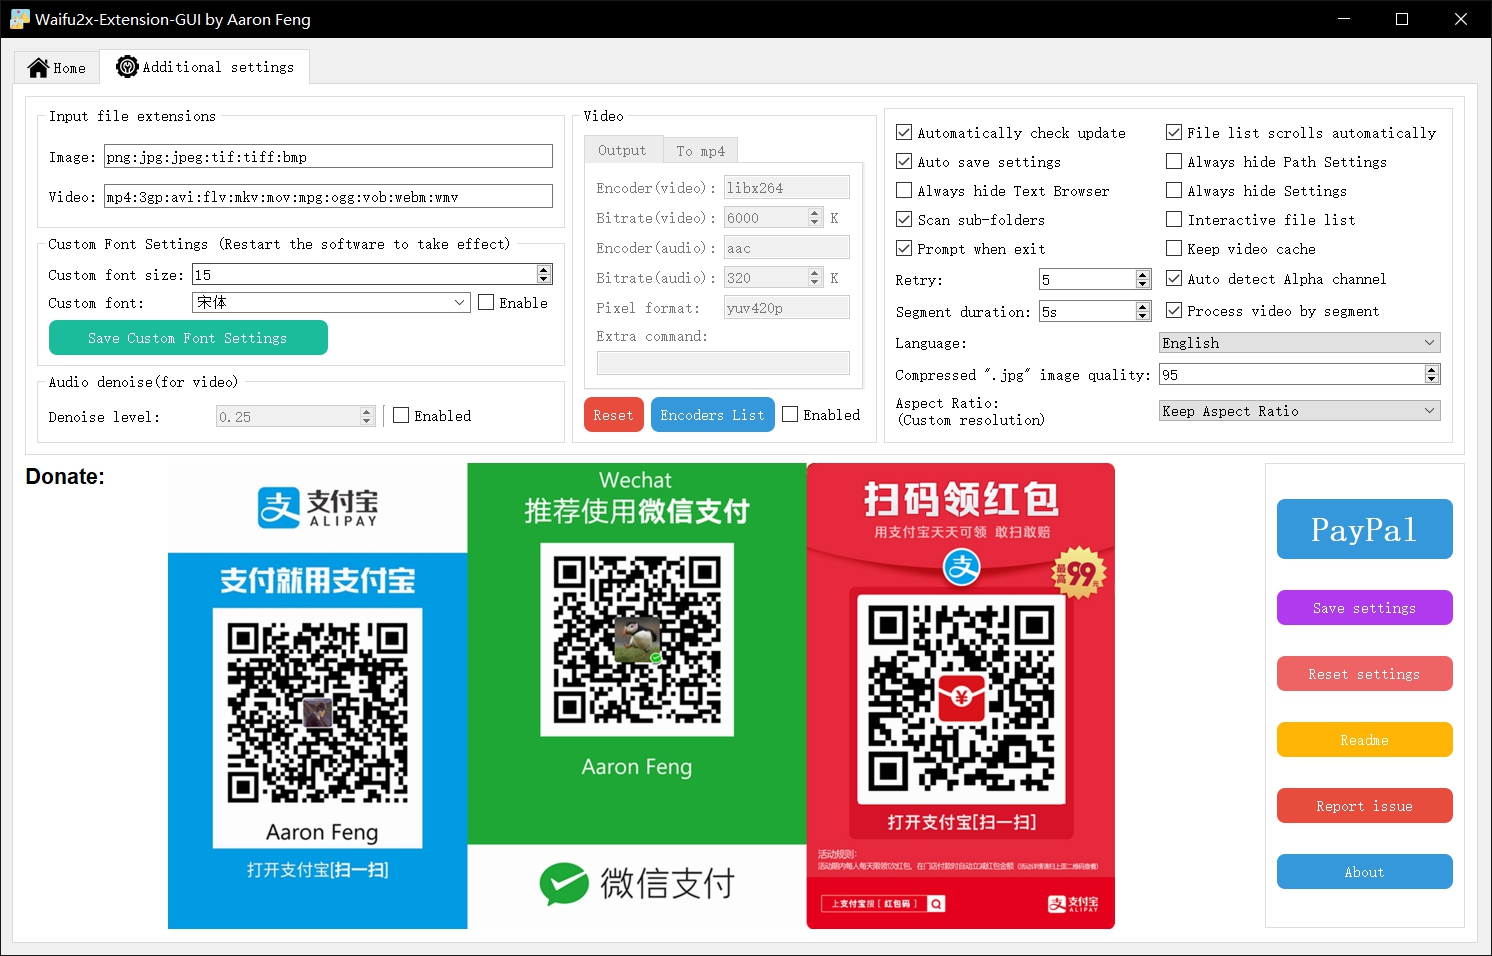 Waifu2x-Extension-GUI by Aaron Feng
Home
Additional settings
Input file extensions
Image: png:jpg:jpeg:tif:tiff:bmp
Video: mp4:3gp:avi:flv:mkv:mov:mpg:ogg:vob:webm:wmv
Custom Font Settings (Restart the software to take effect)
Custom font size: 15
Custom font: 宋体 Enable
Save Custom Font Settings
Audio denoise(for video)
Denoise level: 0.25 Enabled
Video
Output To mp4
Encoder(video): libx264
Bitrate(video): 6000 K
Encoder(audio): aac
Bitrate(audio): 320 K
Pixel format: yuv420p
Extra command:
Reset Encoders List Enabled
Automatically check update File list scrolls automatically
Auto save settings Always hide Path Settings
Always hide Text Browser Always hide Settings
Scan sub-folders Interactive file list
Prompt when exit Keep video cache
Retry: 5 Auto detect Alpha channel
Segment duration: 5s Process video by segment
Language: English
Compressed ".jpg" image quality: 95
Aspect Ratio:
(Custom resolution) Keep Aspect Ratio
Donate:
支 支付宝
ALIPAY
支付就用支付宝
Aaron Feng
打开支付宝[扫一扫]
Wechat
推荐使用微信支付
Aaron Feng
微信支付
扫码领红包
用支付宝天天可领 敢扫敢赔
支
最高99元
¥
打开支付宝[扫一扫]
活动规则:
上支付宝搜 [ 红包码 ]
支 支付宝
ALIPAY
PayPal
Save settings
Reset settings
Readme
Report issue
About